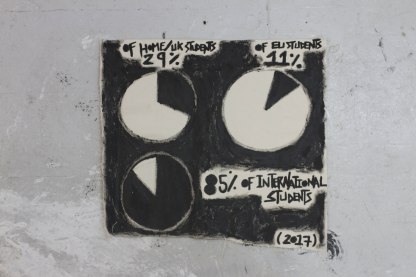 OF HOME/UK STUDENTS
29%
OF EU STUDENTS
11%
85% OF INTERNATIONAL
STUDENTS
(2017)